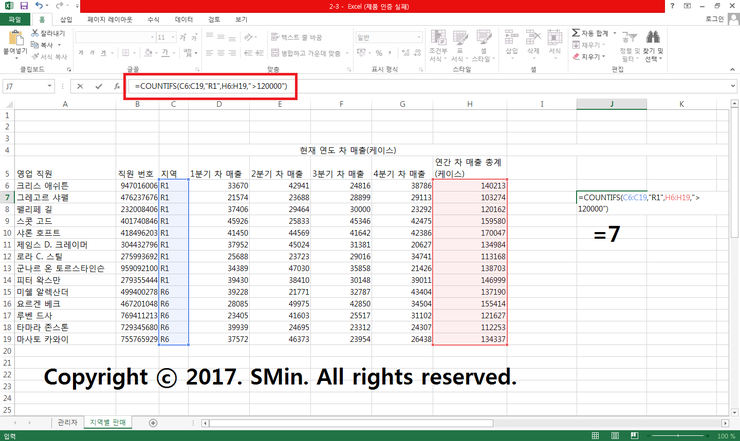 2-3 - Excel (제품 인증 실패)
파일 홈 삽입 페이지 레이아웃 수식 데이터 검토 보기 로그인
붙여넣기 잘라내기 복사 서식 복사 클립보드
11 가 가 글꼴
텍스트 줄 바꿈 병합하고 가운데 맞춤 맞춤
일반 % 표시 형식
조건부 서식 표 서식 셀 스타일 스타일
삽입 삭제 서식 셀
자동 합계 채우기 지우기 정렬 및 필터 찾기 및 선택 편집
J7 =COUNTIFS(C6:C19,"R1",H6:H19,">120000")
A B C D E F G H I J K
1
2
3
4 현재 연도 차 매출(케이스)
5 영업 직원 직원 번호 지역 1분기 차 매출 2분기 차 매출 3분기 차 매출 4분기 차 매출 연간 차 매출 총계 (케이스)
6 크리스 애쉬튼 947016006 R1 33670 42941 24816 38786 140213
7 그레고르 샤펠 476237676 R1 21574 23688 28899 29113 103274 =COUNTIFS(C6:C19,"R1",H6:H19,">
8 펠리페 길 232008406 R1 37406 29464 30000 23292 120162 120000")
9 스콧 고드 401740846 R1 45926 25833 45346 42475 159580
10 샤론 호프트 418496203 R1 41450 44569 41642 42386 170047 =7
11 제임스 D. 크레이머 304432796 R1 37952 45024 31381 20627 134984
12 로라 C. 스틸 275993692 R1 25688 23723 29016 34741 113168
13 군나르 온 토르스타인슨 959092100 R1 34389 47030 35858 21426 138703
14 피터 왁스만 279355444 R1 39430 38410 30148 39011 146999
15 미쉘 알렉산더 499400278 R6 39228 21771 32787 43404 137190
16 요르겐 베크 467201048 R6 28085 49975 42850 34504 155414
17 루벤 드사 769411213 R6 23405 41603 25517 31102 121627
18 타마라 존스톤 729345680 R6 39939 24695 23312 24307 112253
19 마사토 카와이 755765929 R6 37572 46373 23954 26438 134337
20
21
22 Copyright ⓒ 2017. SMin. All rights reserved.
23
24
25
관리자 지역별 판매
입력 100 %